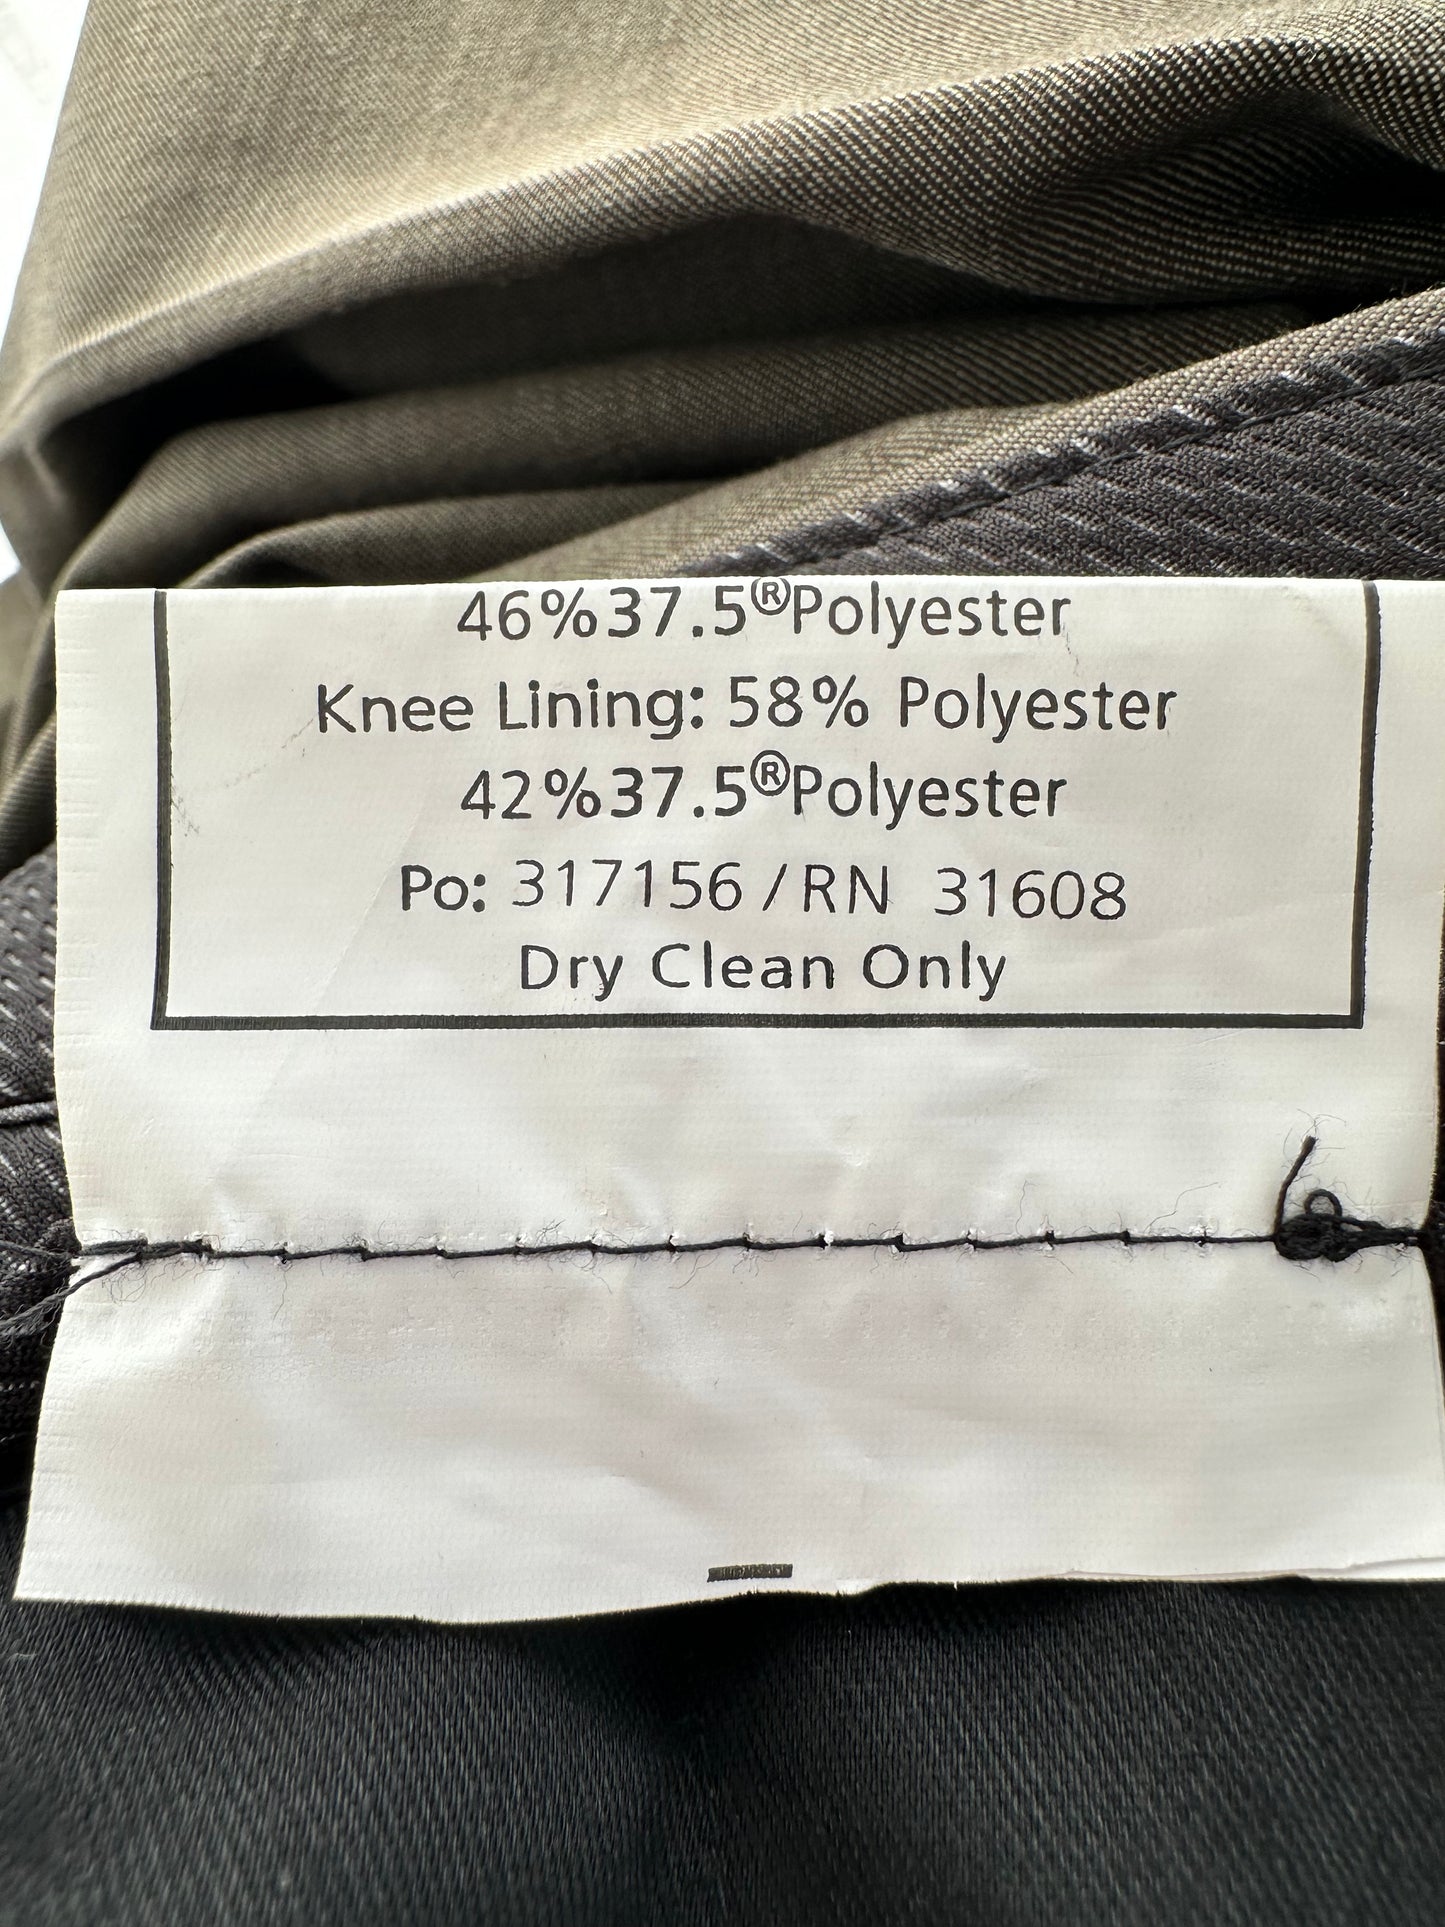 46%37.5®Polyester
Knee Lining: 58% Polyester
42%37.5®Polyester
Po: 317156 / RN 31608
Dry Clean Only